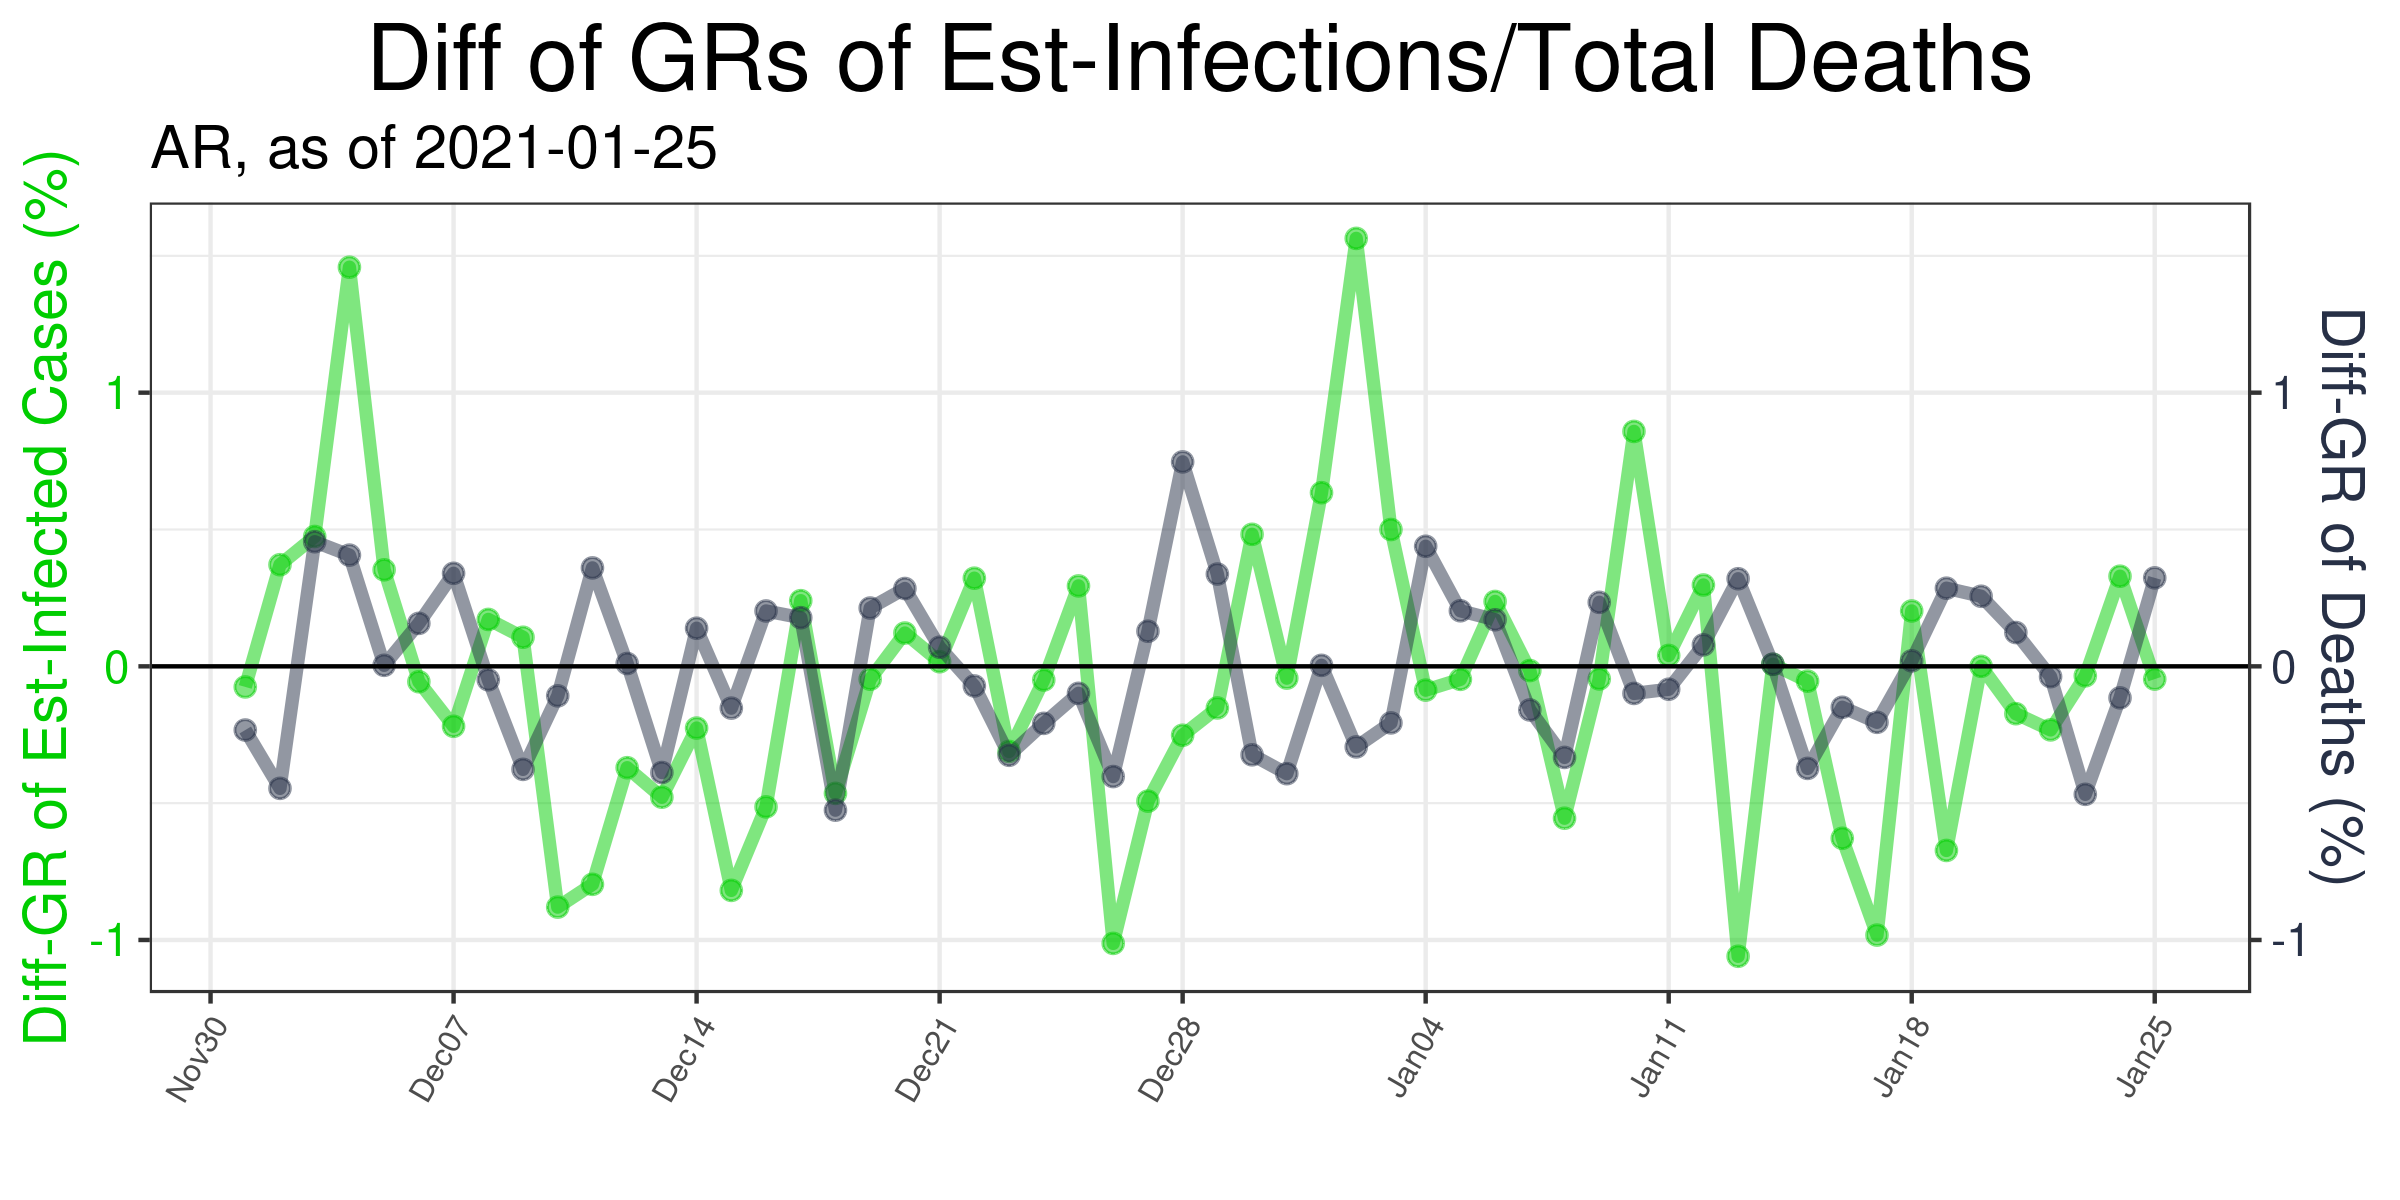 Diff of GRs of Est-Infections/Total Deaths
AR, as of 2021-01-25
Diff-GR of Est-Infected Cases (%)
1
0
-1
1
0
-1
Diff-GR of Deaths (%)
Nov30
Dec07
Dec14
Dec21
Dec28
Jan04
Jan11
Jan18
Jan25